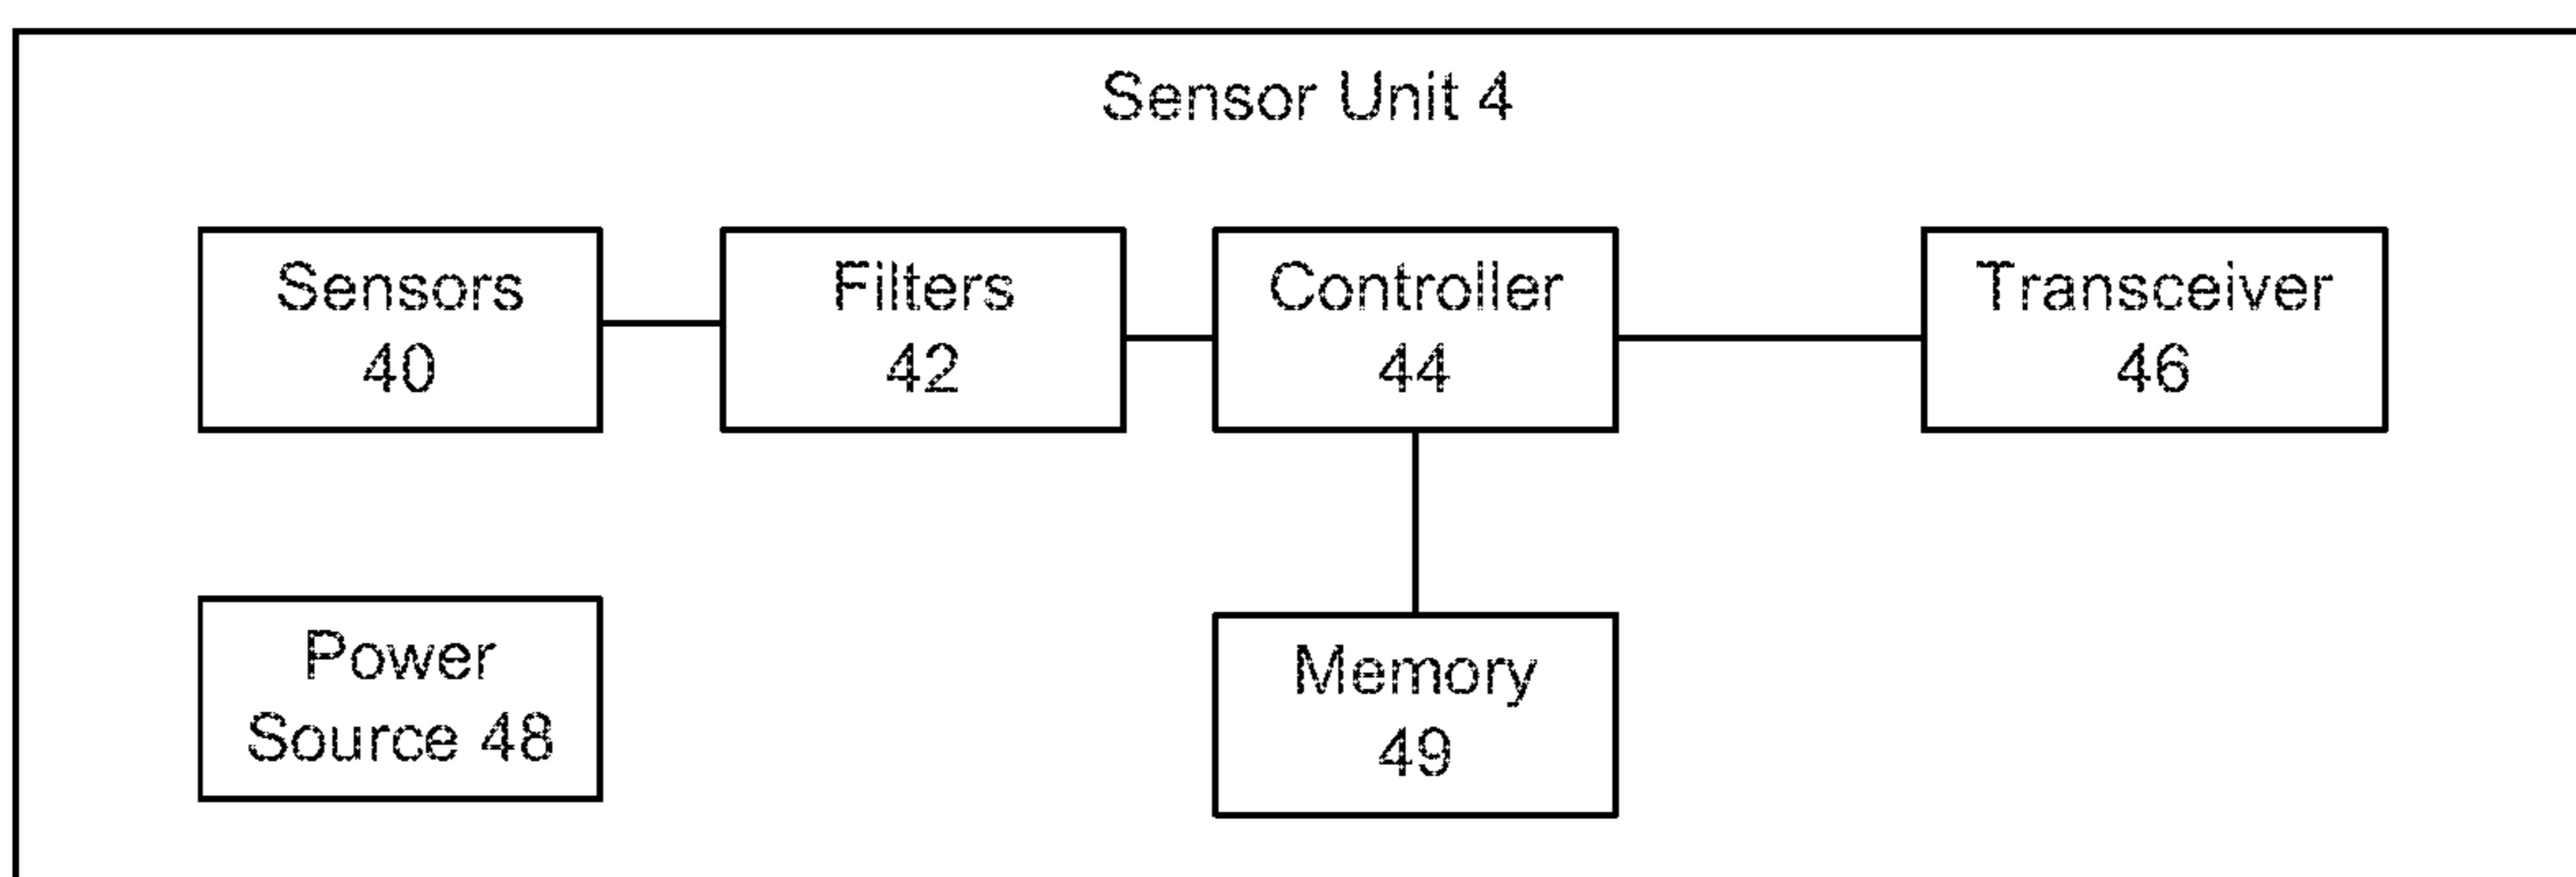 Sensor Unit 4
Sensors
40
Filters
42
Controller
44
Transceiver
46
Power
Source 48
Memory
49